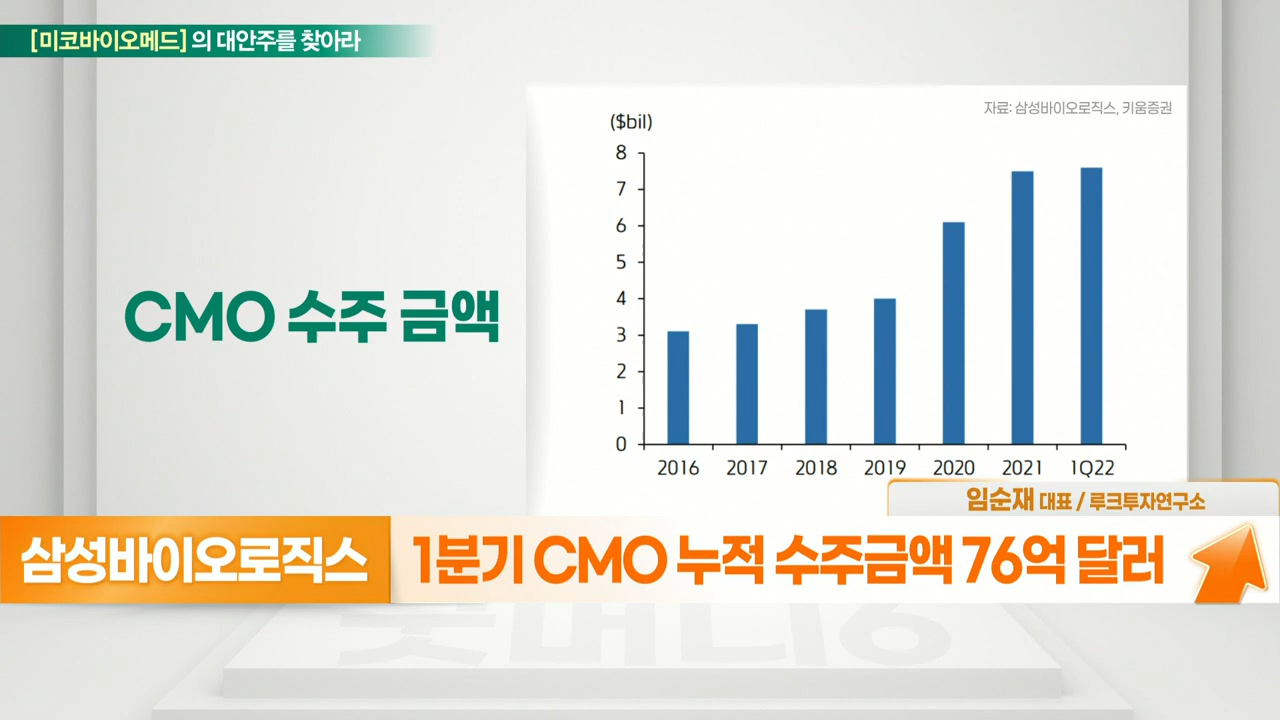 [미코바이오메드] 의 대안주를 찾아라
자료: 삼성바이오로직스, 키움증권
($bil)
8
7
6
5
4
3
2
1
0
2016 2017 2018 2019 2020 2021 1Q22
CMO 수주 금액
임순재 대표 / 루크투자연구소
삼성바이오로직스
1분기 CMO 누적 수주금액 76억 달러